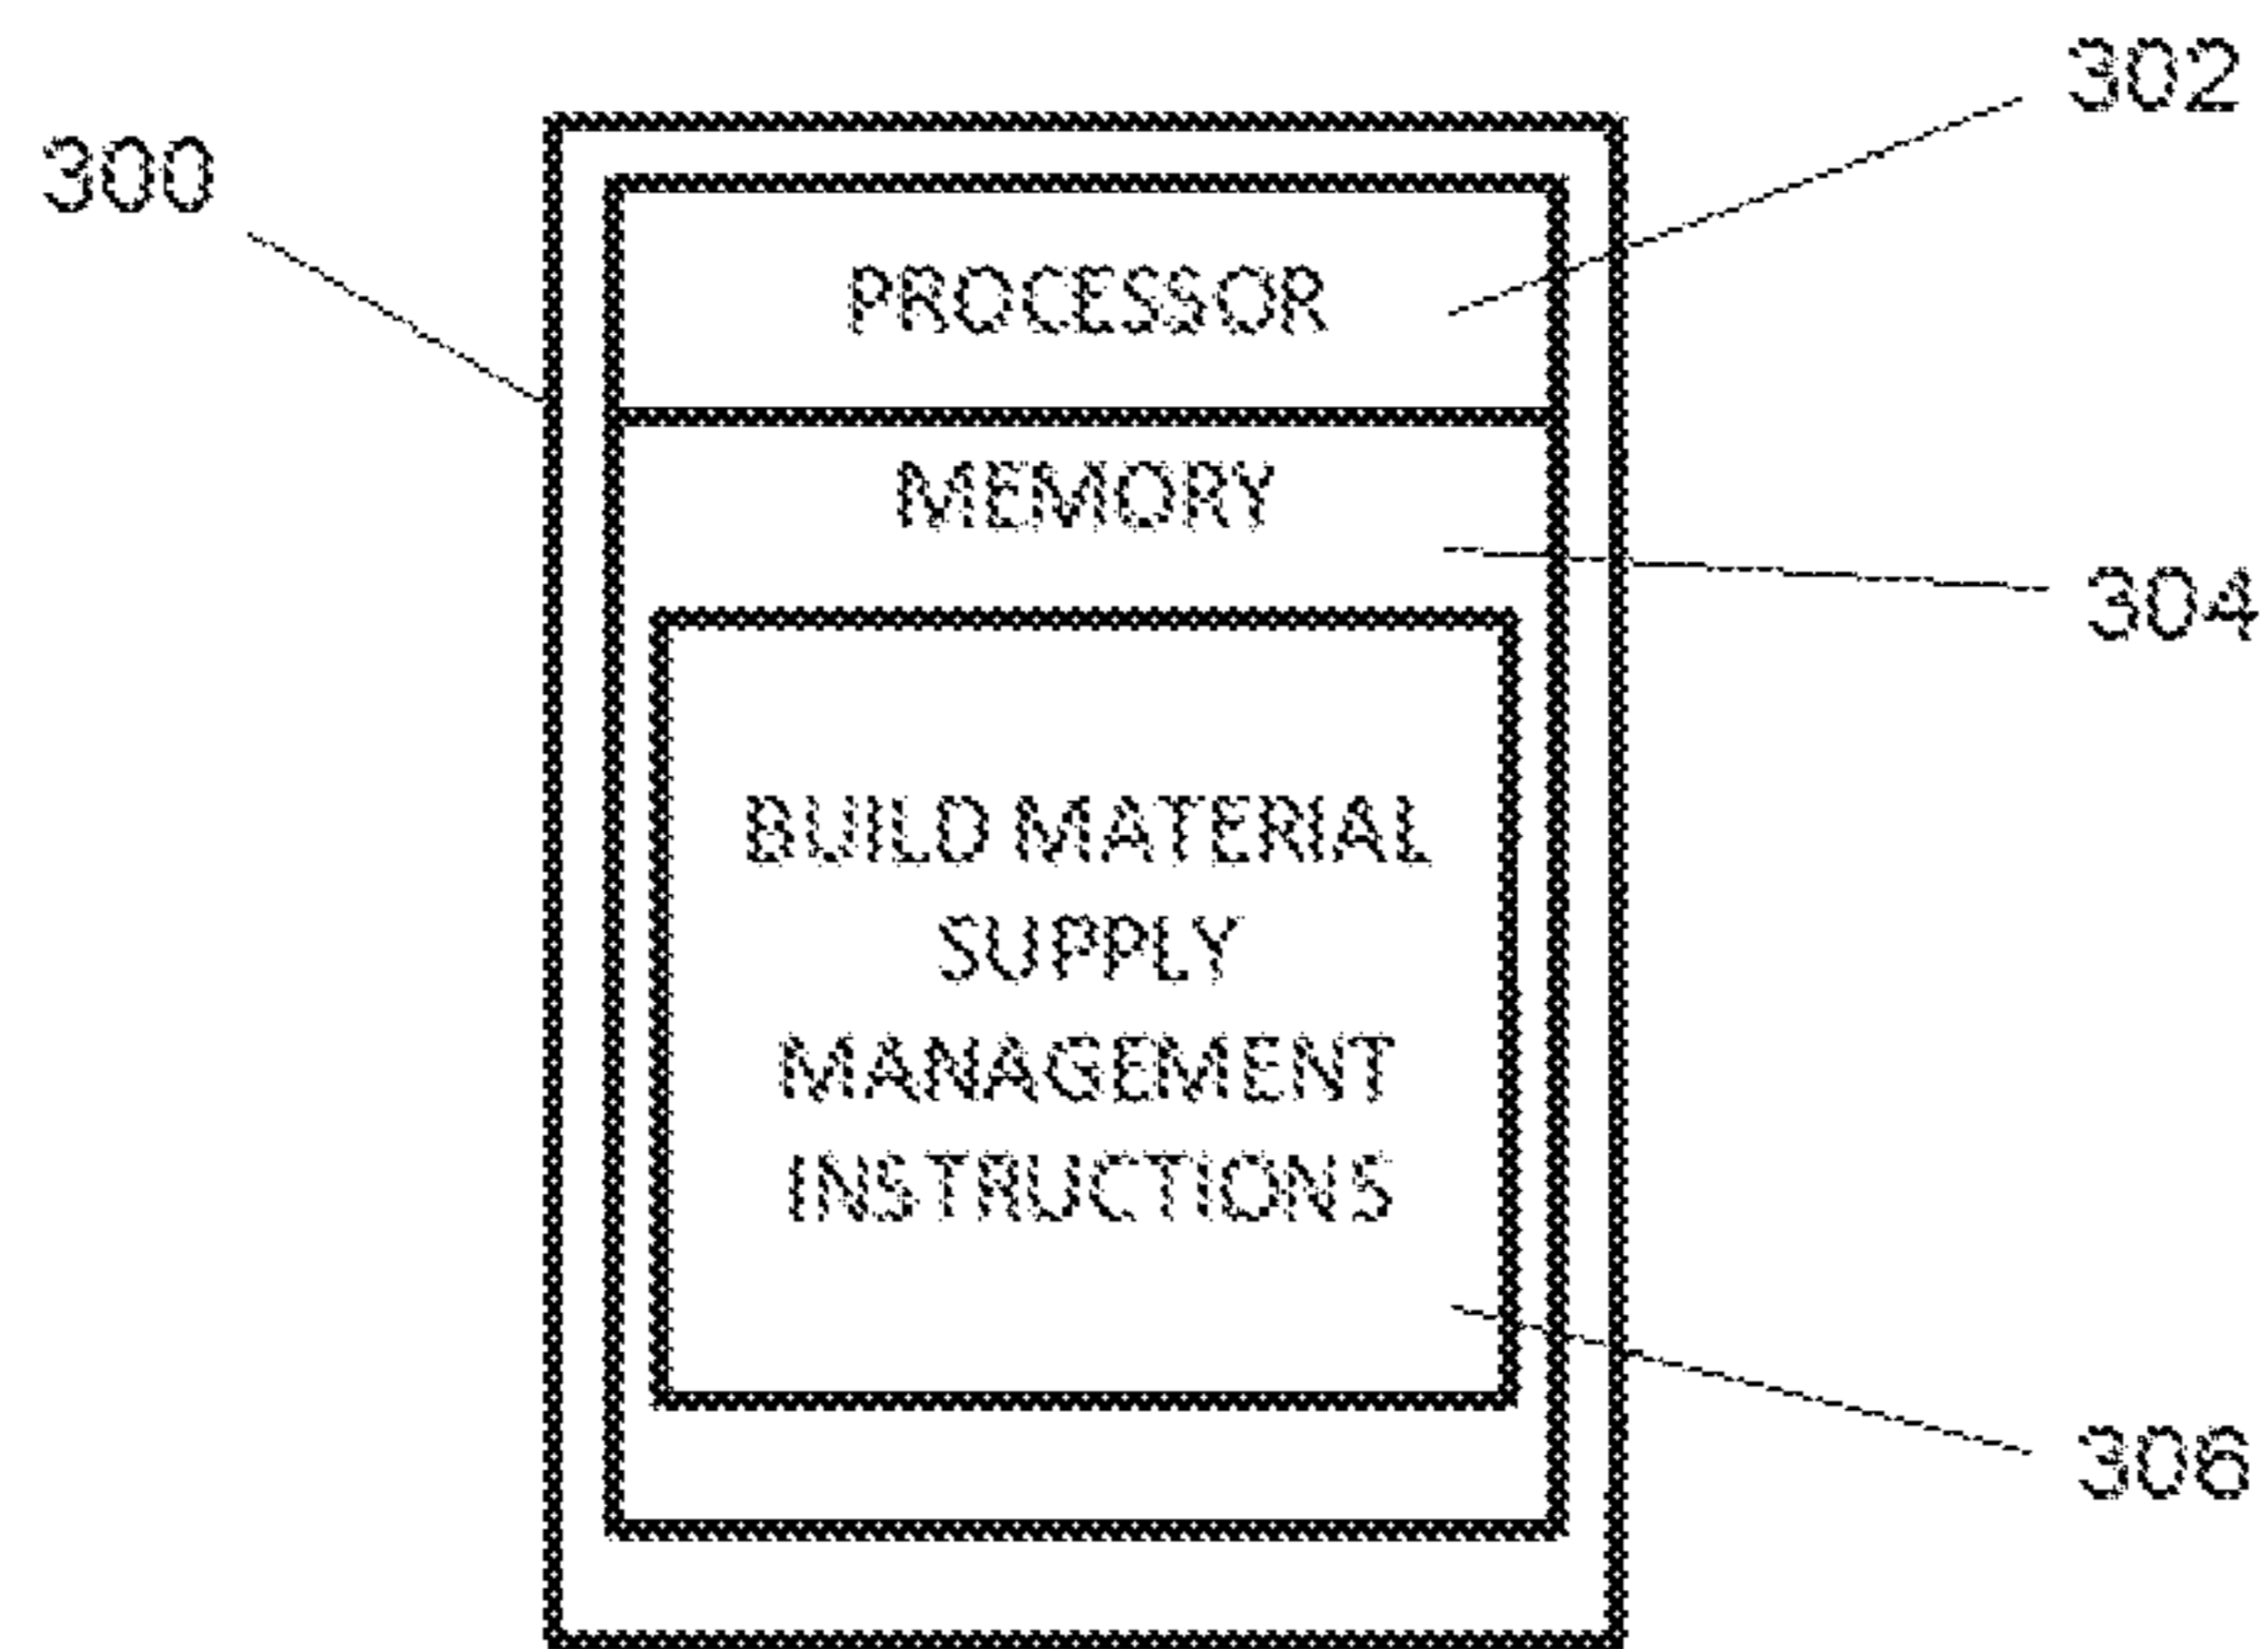 302
300
PROCESSOR
MEMORY
304
BUILD MATERIAL
SUPPLY
MANAGEMENT
INSTRUCTIONS
306